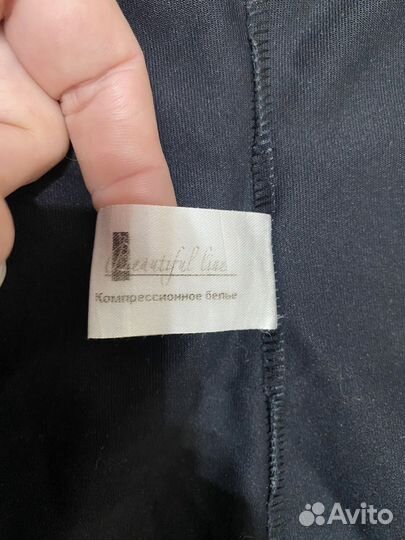 Beautiful line
Компрессионное белье
Avito